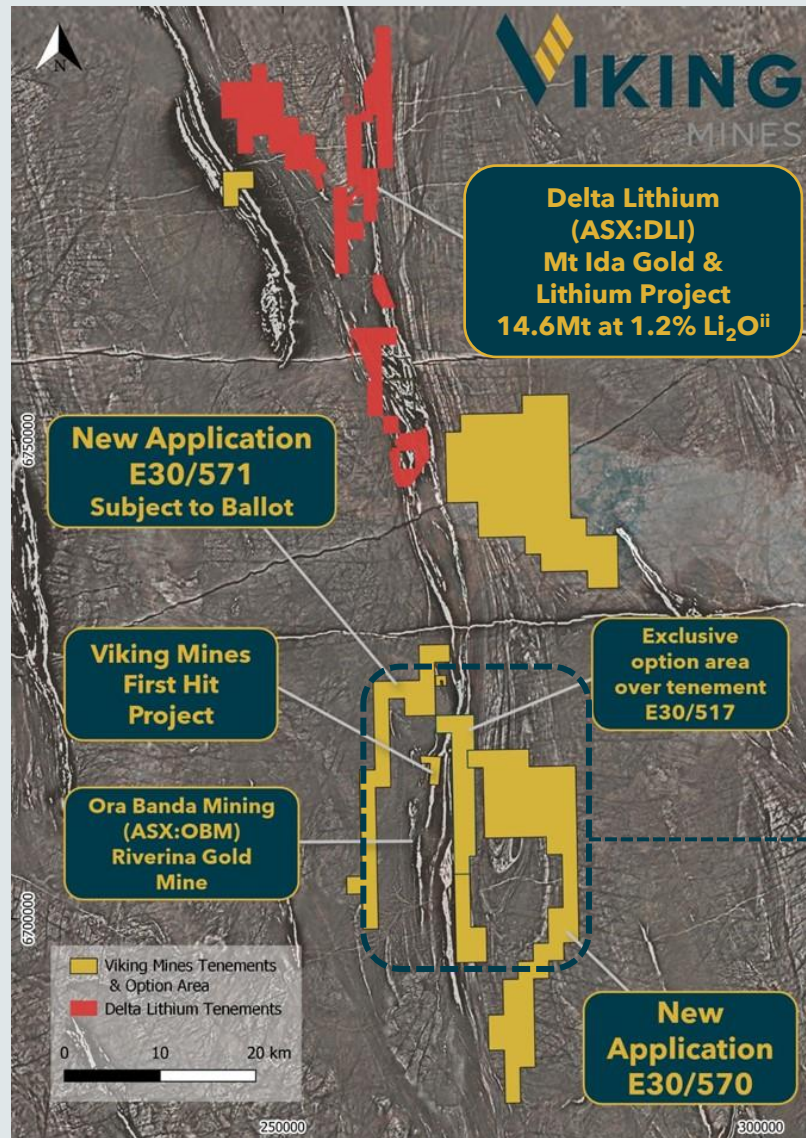 N
VIKING
MINES
Delta Lithium
(ASX:DLI)
Mt Ida Gold &
Lithium Project
14.6Mt at 1.2% Li₂Oⁱⁱ
6750000
New Application
E30/571
Subject to Ballot
Viking Mines
First Hit
Project
Exclusive
option area
over tenement
E30/517
Ora Banda Mining
(ASX:OBM)
Riverina Gold
Mine
6700000
Viking Mines Tenements
& Option Area
Delta Lithium Tenements
0 10 20 km
New
Application
E30/570
250000
300000